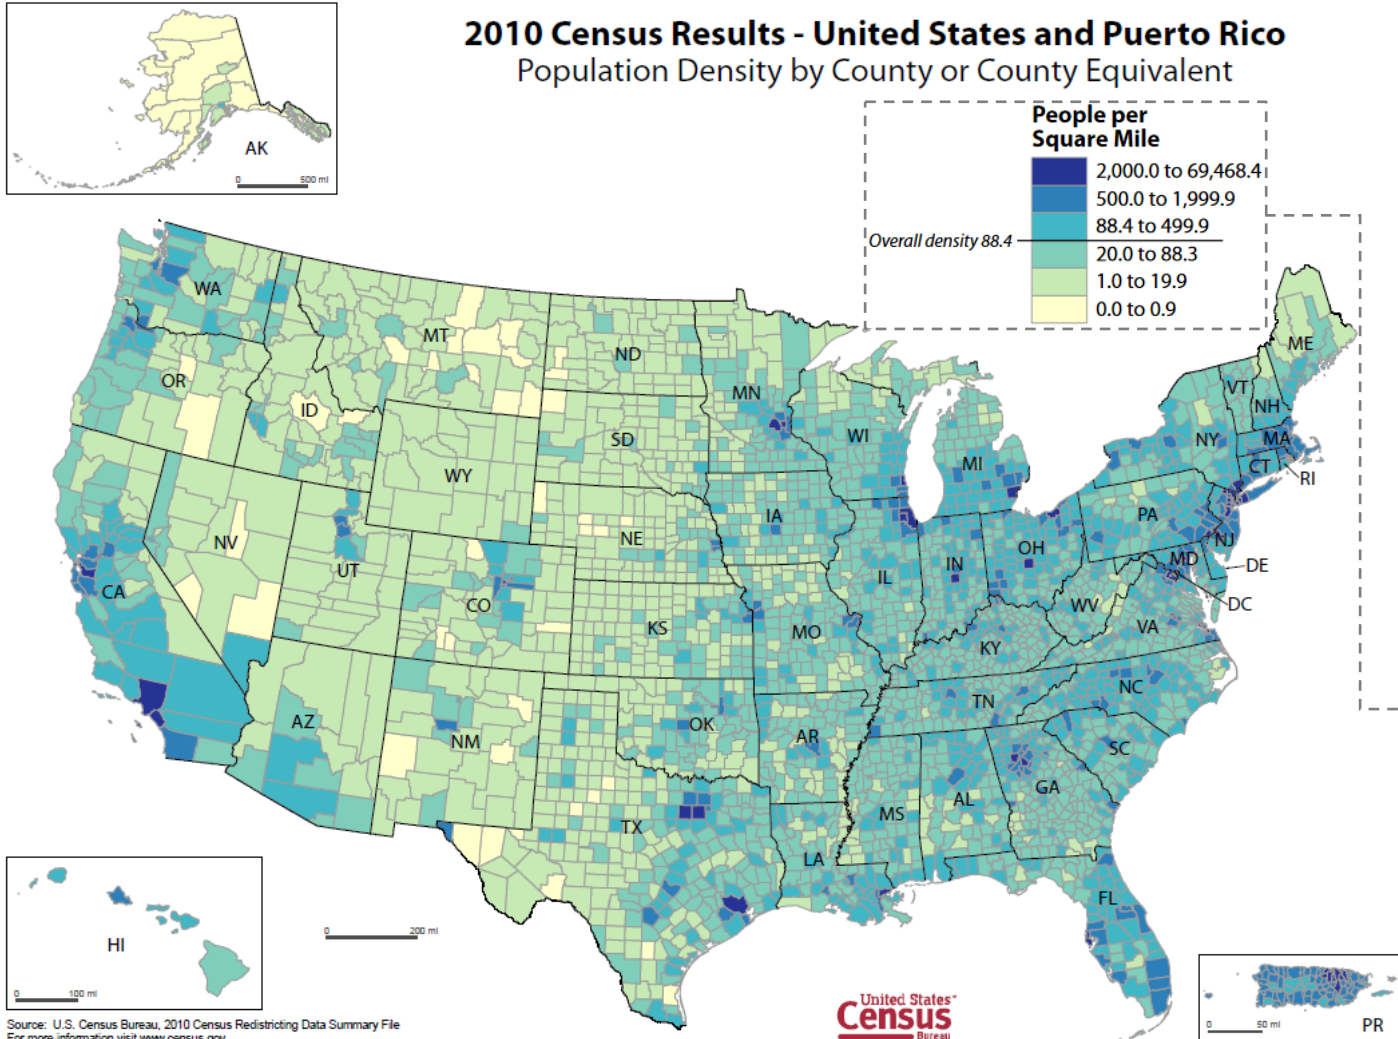 2010 Census Results - United States and Puerto Rico
Population Density by County or County Equivalent
People per
Square Mile
2,000.0 to 69,468.4
500.0 to 1,999.9
88.4 to 499.9
Overall density 88.4
20.0 to 88.3
1.0 to 19.9
0.0 to 0.9
AK
0 500 mi
WA
MT
ND
MN
ME
OR
ID
SD
WI
MI
VT
NH
NY
MA
CT
RI
WY
IA
NE
PA
NJ
NV
UT
CO
IL
IN
OH
MD
DE
DC
CA
KS
MO
WV
VA
KY
AZ
NM
OK
AR
TN
NC
SC
TX
MS
AL
GA
LA
FL
HI
0 100 mi
0 200 mi
PR
0 50 mi
United States
Census
Bureau
Source: U.S. Census Bureau, 2010 Census Redistricting Data Summary File
For more information visit www.census.gov